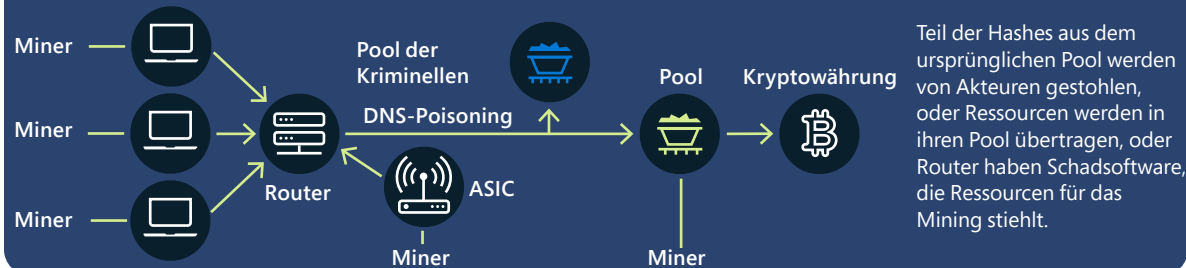 Miner
Miner
Miner
Router
Pool der
Kriminellen
DNS-Poisoning
ASIC
Miner
Pool
Miner
Kryptowährung
Teil der Hashes aus dem
ursprünglichen Pool werden
von Akteuren gestohlen,
oder Ressourcen werden in
ihren Pool übertragen, oder
Router haben Schadsoftware,
die Ressourcen für das
Mining stiehlt.